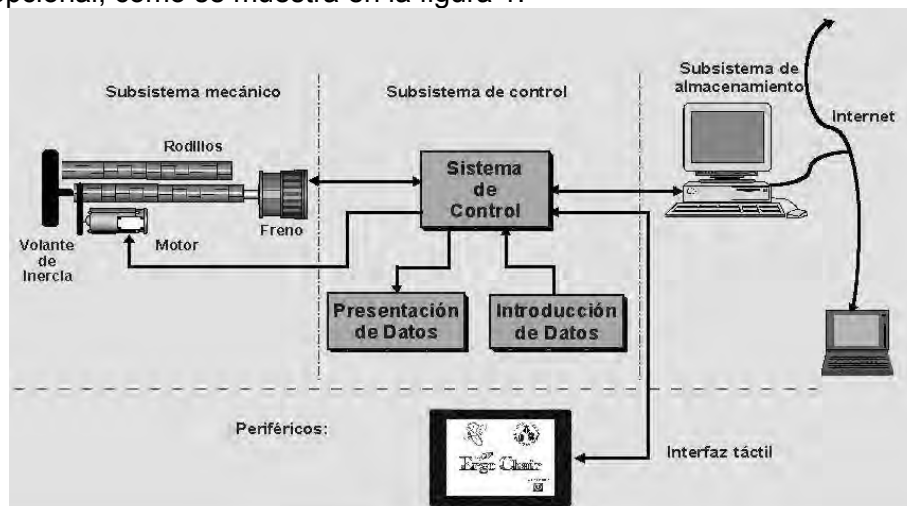 opcional, como se muestra en la figura 1.
Subsistema mecánico
Subsistema de control
Subsistema de
almacenamiento
Internet
Rodillos
Sistema
de
Control
Volante
de
Inercia
Motor
Freno
Presentación
de Datos
Introducción
de Datos
Periféricos:
Ergo Chair
Interfaz táctil